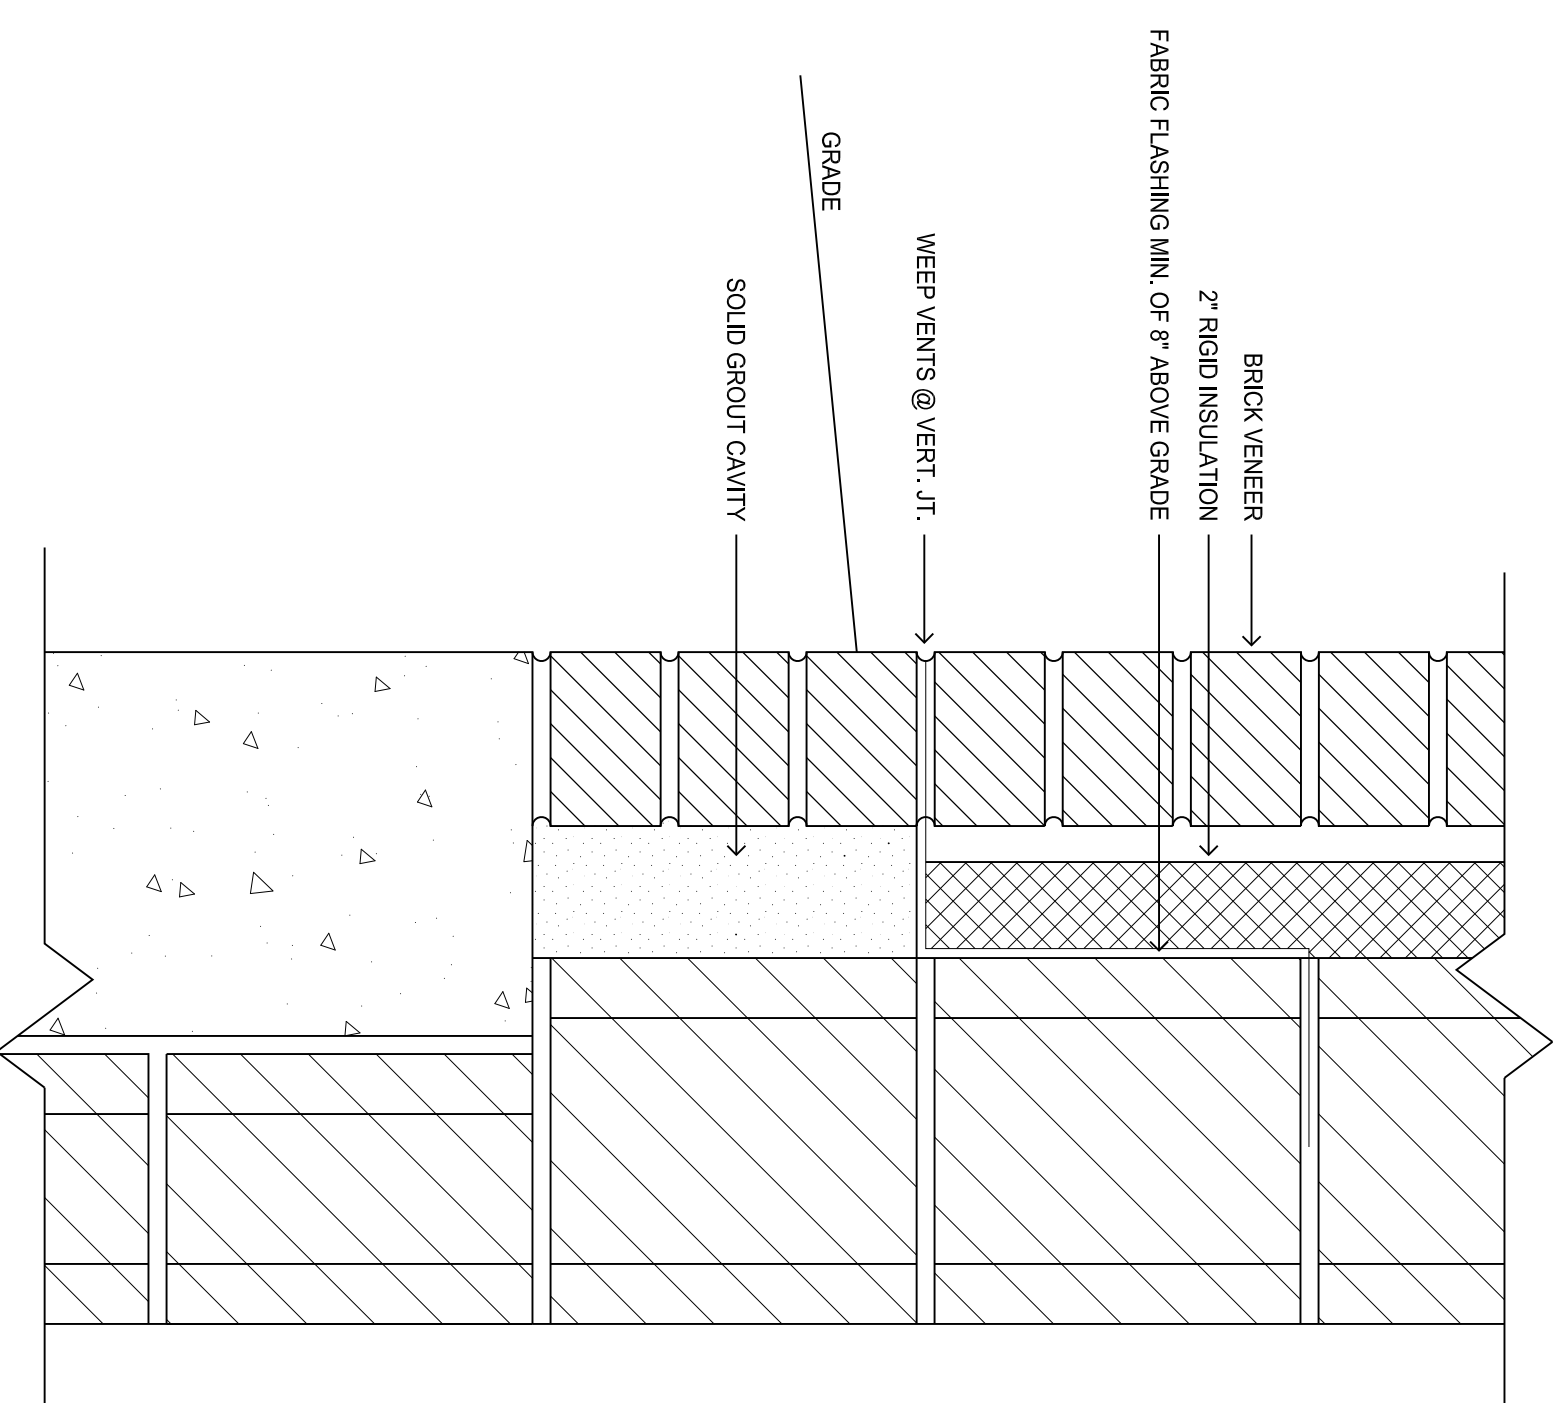 BRICK VENEER
2" RIGID INSULATION
FABRIC FLASHING MIN. OF 8" ABOVE GRADE
WEEP VENTS @ VERT. JT.
GRADE
SOLID GROUT CAVITY